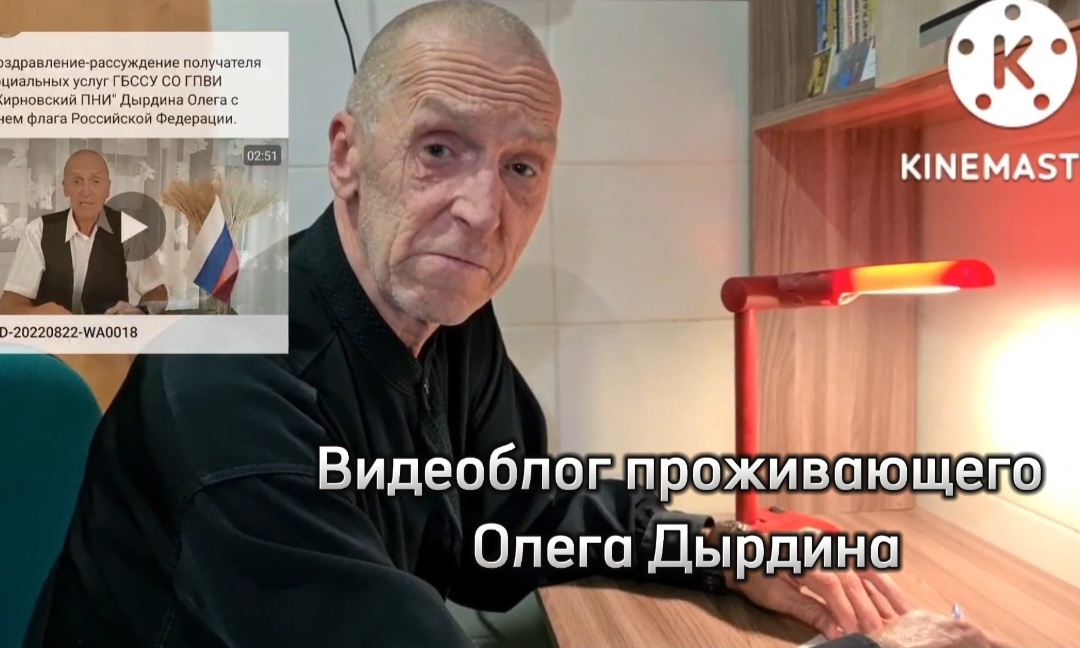 оздравление-рассуждение получателя
оциальных услуг ГБССУ СО ГПВИ
Жирновский ПНИ" Дырдина Олега с
нем флага Российской Федерации.
02:51
D-20220822-WA0018
K
KINEMAST
Видеоблог проживающего
Олега Дырдина